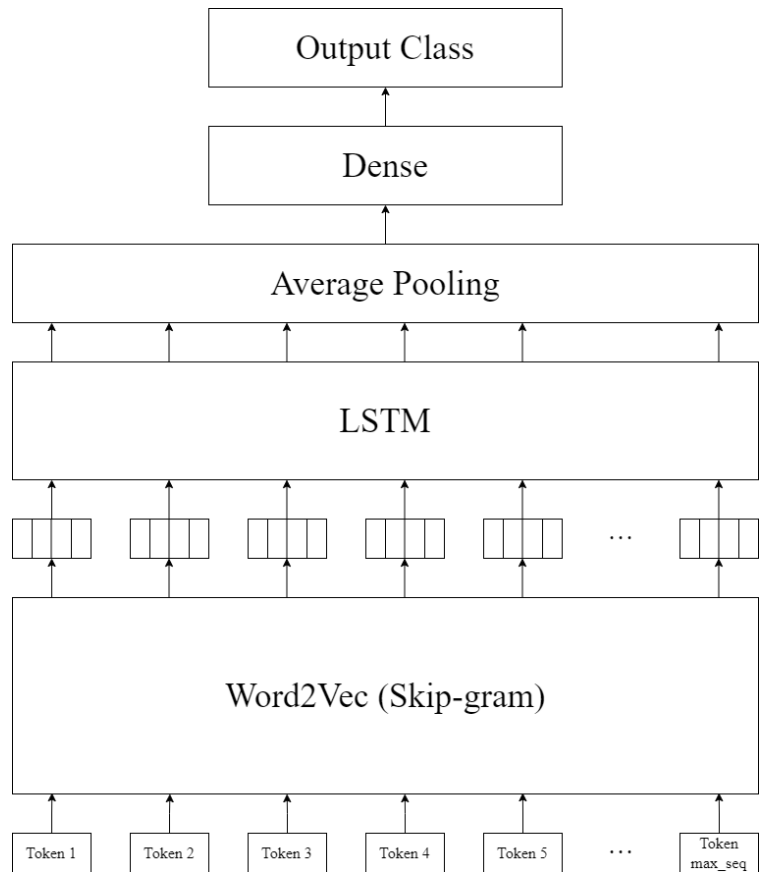 Output Class
Dense
Average Pooling
LSTM
...
Word2Vec (Skip-gram)
Token 1
Token 2
Token 3
Token 4
Token 5
...
Token
max_seq